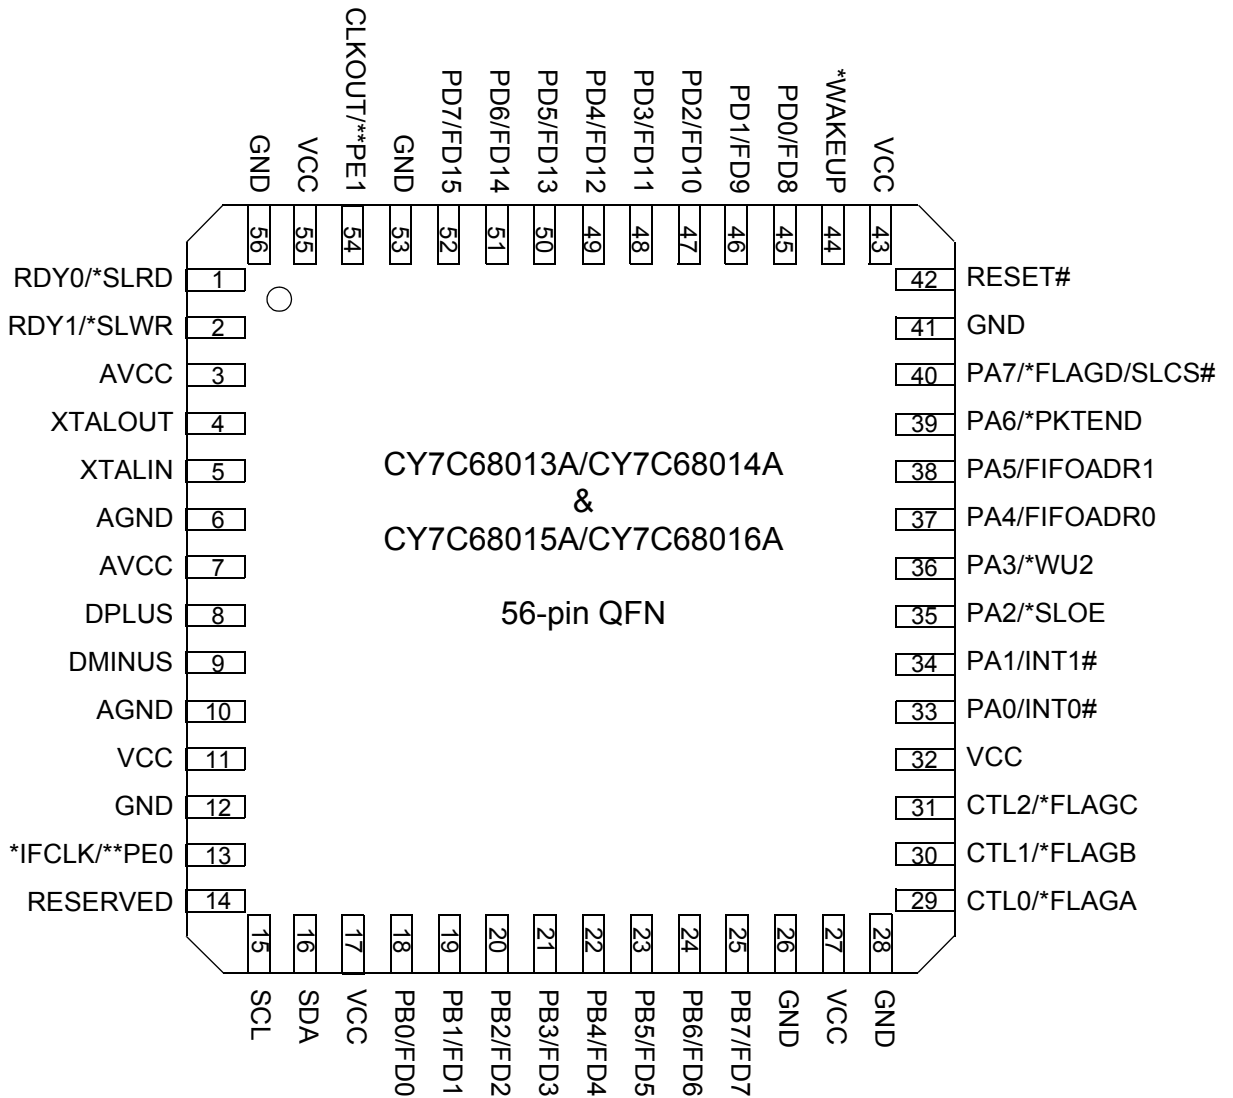 CLKOUT/**PE1
GND
VCC
GND
PD7/FD15
PD6/FD14
PD5/FD13
PD4/FD12
PD3/FD11
PD2/FD10
PD1/FD9
PD0/FD8
*WAKEUP
VCC
56
55
54
53
52
51
50
49
48
47
46
45
44
43
RDY0/*SLRD 1
RDY1/*SLWR 2
AVCC 3
XTALOUT 4
XTALIN 5
AGND 6
AVCC 7
DPLUS 8
DMINUS 9
AGND 10
VCC 11
GND 12
*IFCLK/**PE0 13
RESERVED 14
CY7C68013A/CY7C68014A
&
CY7C68015A/CY7C68016A
56-pin QFN
42 RESET#
41 GND
40 PA7/*FLAGD/SLCS#
39 PA6/*PKTEND
38 PA5/FIFOADR1
37 PA4/FIFOADR0
36 PA3/*WU2
35 PA2/*SLOE
34 PA1/INT1#
33 PA0/INT0#
32 VCC
31 CTL2/*FLAGC
30 CTL1/*FLAGB
29 CTL0/*FLAGA
15
16
17
18
19
20
21
22
23
24
25
26
27
28
SCL
SDA
VCC
PB0/FD0
PB1/FD1
PB2/FD2
PB3/FD3
PB4/FD4
PB5/FD5
PB6/FD6
PB7/FD7
GND
VCC
GND